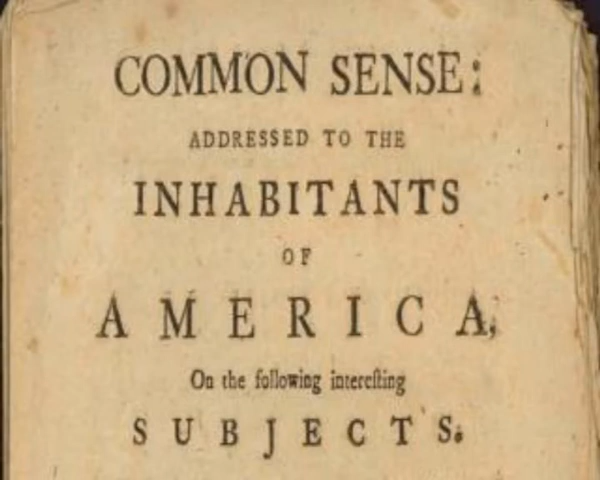 COMMON SENSE:
ADDRESSED TO THE
INHABITANTS
OF
AMERICA,
On the following intereſting
SUBJECTS.